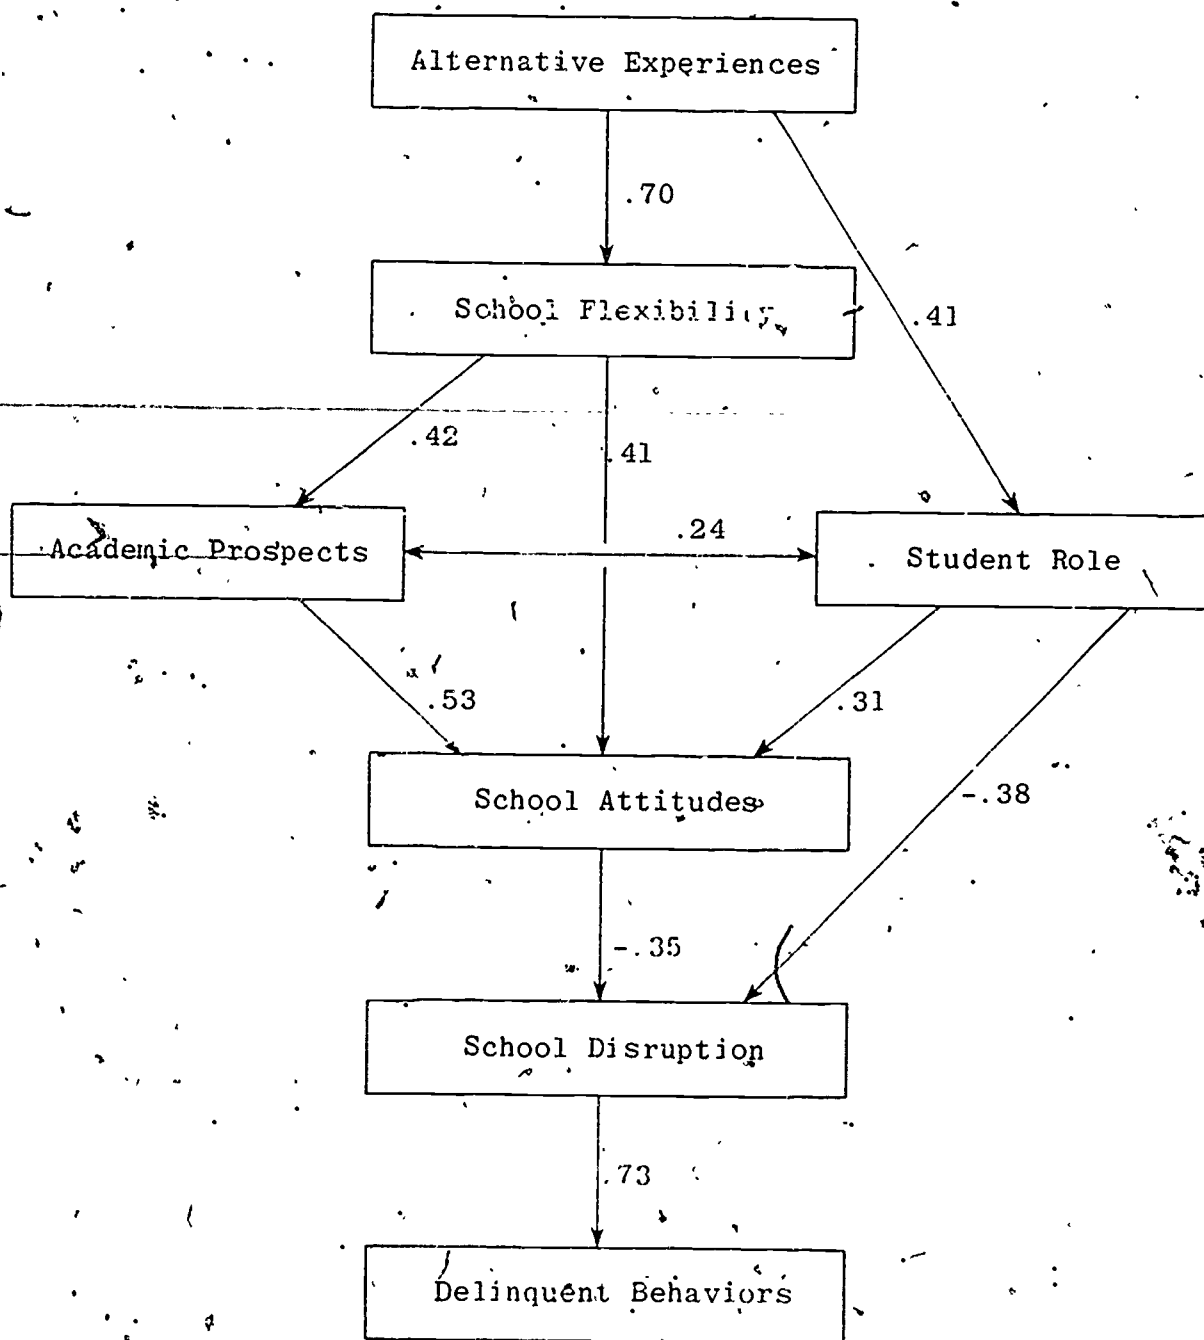 Alternative Experiences
.70
School Flexibility
.41
.42
.41
.24
Academic Prospects
Student Role
.53
.31
School Attitudes
-.38
-.35
School Disruption
.73
Delinquent Behaviors